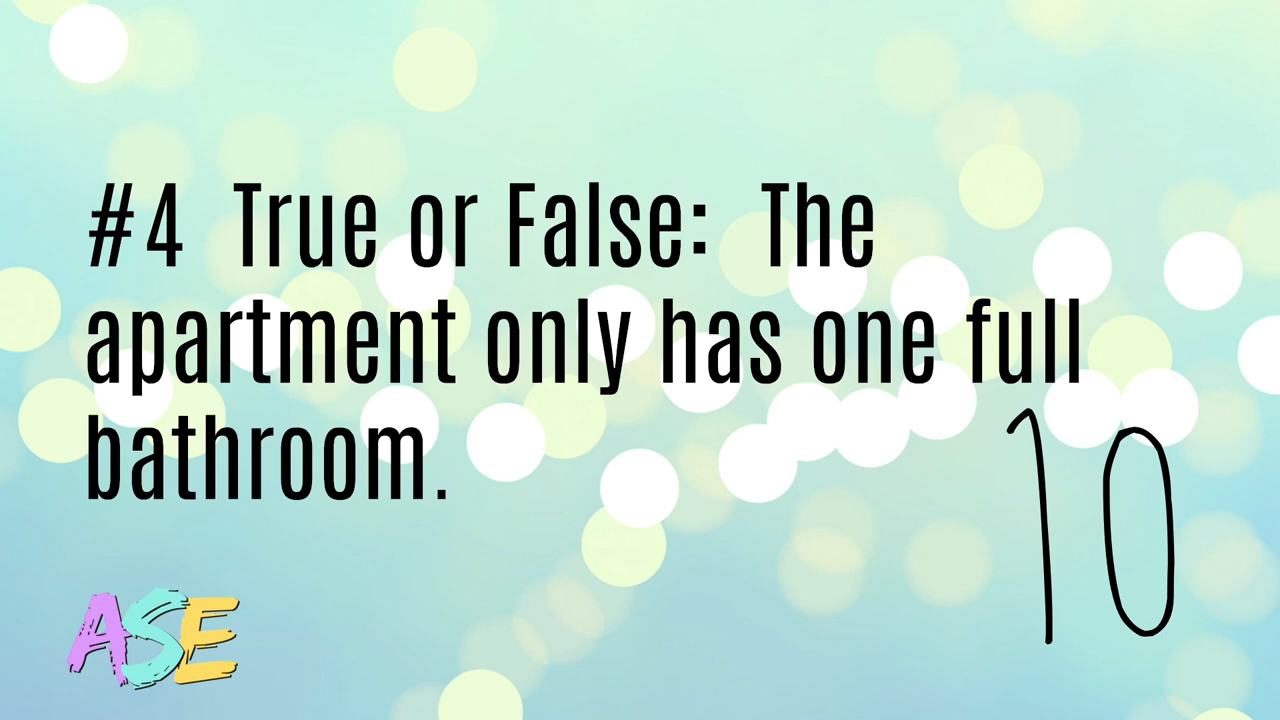 #4 True or False: The
apartment only has one full
bathroom.
10
ASE